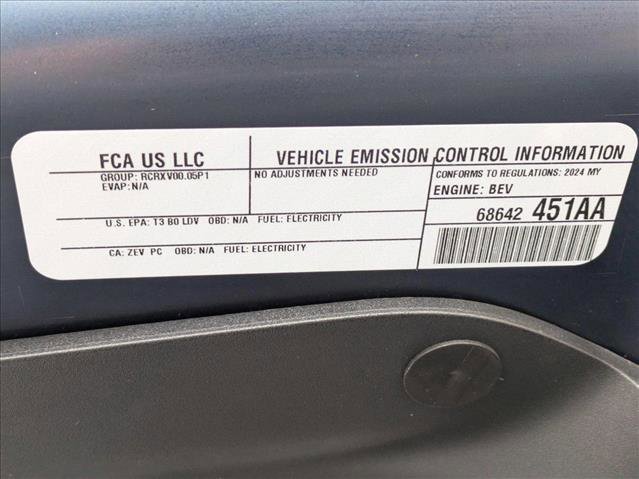 FCA US LLC
GROUP: RCRXV00.05P1
EVAP: N/A
VEHICLE EMISSION CONTROL INFORMATION
NO ADJUSTMENTS NEEDED
CONFORMS TO REGULATIONS: 2024 MY
ENGINE: BEV
U.S. EPA: T3 B0 LDV OBD: N/A FUEL: ELECTRICITY
68642 451AA
CA: ZEV PC OBD: N/A FUEL: ELECTRICITY